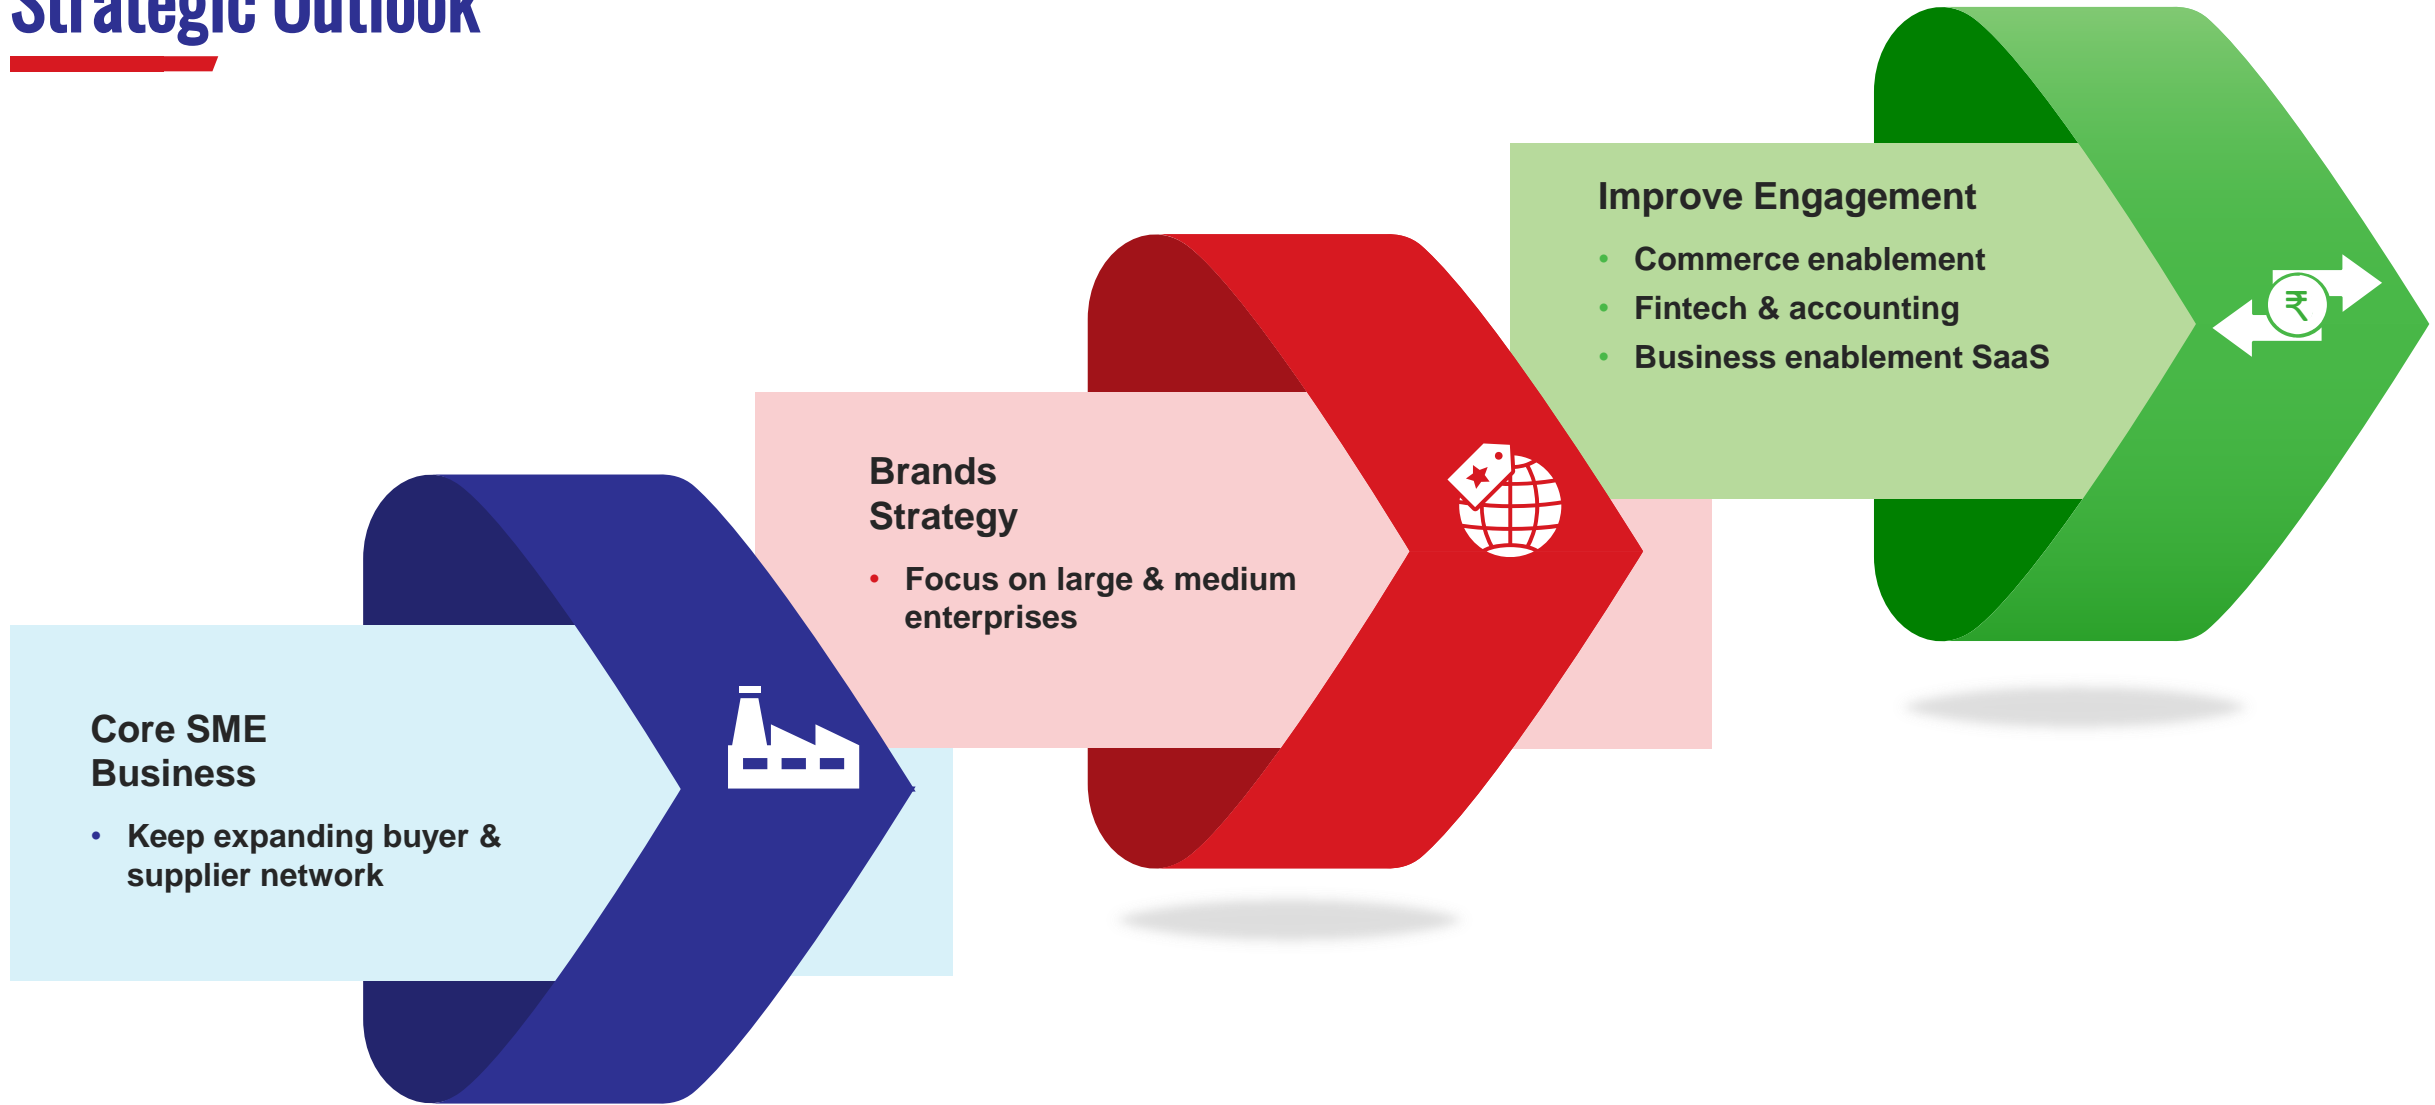 Strategic Outlook
Improve Engagement
• Commerce enablement
• Fintech & accounting
• Business enablement SaaS
₹
Brands
Strategy
• Focus on large & medium
enterprises
Core SME
Business
• Keep expanding buyer &
supplier network